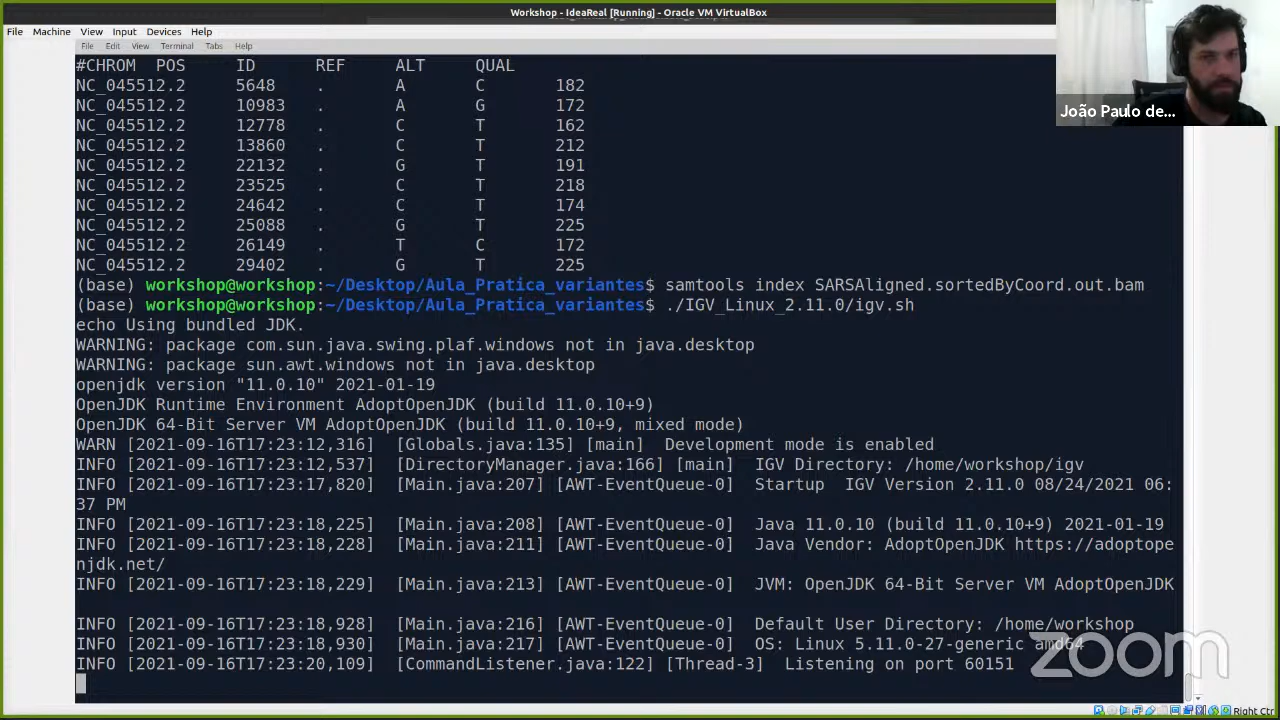 Workshop - IdeaReal [Running] - Oracle VM VirtualBox
File Machine View Input Devices Help
File Edit View Terminal Tabs Help
João Paulo de...
#CHROM POS ID REF ALT QUAL
NC_045512.2 5648 . A C 182
NC_045512.2 10983 . A G 172
NC_045512.2 12778 . C T 162
NC_045512.2 13860 . C T 212
NC_045512.2 22132 . G T 191
NC_045512.2 23525 . C T 218
NC_045512.2 24642 . C T 174
NC_045512.2 25088 . G T 225
NC_045512.2 26149 . T C 172
NC_045512.2 29402 . G T 225
(base) workshop@workshop:~/Desktop/Aula_Pratica_variantes$ samtools index SARSAligned.sortedByCoord.out.bam
(base) workshop@workshop:~/Desktop/Aula_Pratica_variantes$ ./IGV_Linux_2.11.0/igv.sh
echo Using bundled JDK.
WARNING: package com.sun.java.swing.plaf.windows not in java.desktop
WARNING: package sun.awt.windows not in java.desktop
openjdk version "11.0.10" 2021-01-19
OpenJDK Runtime Environment AdoptOpenJDK (build 11.0.10+9)
OpenJDK 64-Bit Server VM AdoptOpenJDK (build 11.0.10+9, mixed mode)
WARN [2021-09-16T17:23:12,316] [Globals.java:135] [main] Development mode is enabled
INFO [2021-09-16T17:23:12,537] [DirectoryManager.java:166] [main] IGV Directory: /home/workshop/igv
INFO [2021-09-16T17:23:17,820] [Main.java:207] [AWT-EventQueue-0] Startup IGV Version 2.11.0 08/24/2021 06:
37 PM
INFO [2021-09-16T17:23:18,225] [Main.java:208] [AWT-EventQueue-0] Java 11.0.10 (build 11.0.10+9) 2021-01-19
INFO [2021-09-16T17:23:18,228] [Main.java:211] [AWT-EventQueue-0] Java Vendor: AdoptOpenJDK https://adoptope
njdk.net/
INFO [2021-09-16T17:23:18,229] [Main.java:213] [AWT-EventQueue-0] JVM: OpenJDK 64-Bit Server VM AdoptOpenJDK
INFO [2021-09-16T17:23:18,928] [Main.java:216] [AWT-EventQueue-0] Default User Directory: /home/workshop
INFO [2021-09-16T17:23:18,930] [Main.java:217] [AWT-EventQueue-0] OS: Linux 5.11.0-27-generic amd64
INFO [2021-09-16T17:23:20,109] [CommandListener.java:122] [Thread-3] Listening on port 60151
zoom
Right Ctr